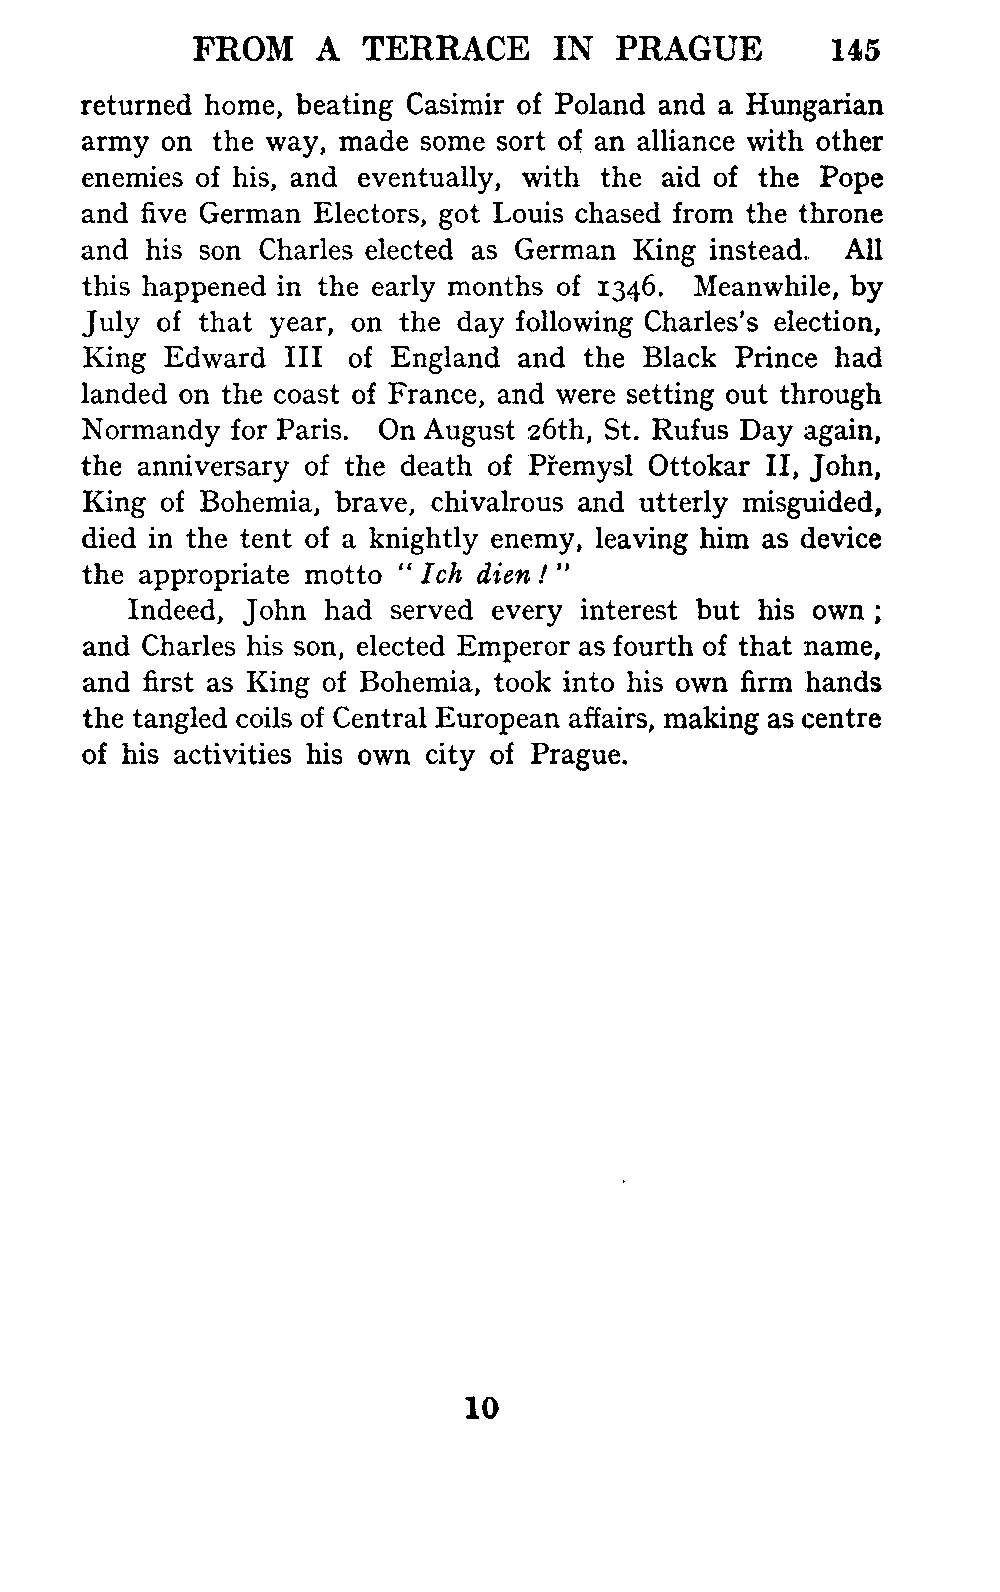 FROM A TERRACE IN PRAGUE 145
returned home, beating Casimir of Poland and a Hungarian
army on the way, made some sort of an alliance with other
enemies of his, and eventually, with the aid of the Pope
and five German Electors, got Louis chased from the throne
and his son Charles elected as German King instead. All
this happened in the early months of 1346. Meanwhile, by
July of that year, on the day following Charles's election,
King Edward III of England and the Black Prince had
landed on the coast of France, and were setting out through
Normandy for Paris. On August 26th, St. Rufus Day again,
the anniversary of the death of Přemysl Ottokar II, John,
King of Bohemia, brave, chivalrous and utterly misguided,
died in the tent of a knightly enemy, leaving him as device
the appropriate motto "Ich dien!"
Indeed, John had served every interest but his own;
and Charles his son, elected Emperor as fourth of that name,
and first as King of Bohemia, took into his own firm hands
the tangled coils of Central European affairs, making as centre
of his activities his own city of Prague.
10